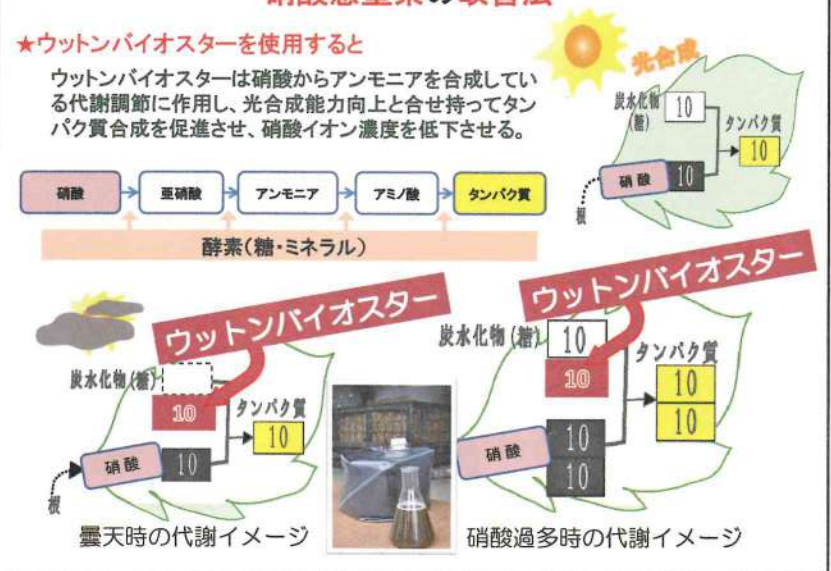 硝酸態窒素の改善法
★ウットンバイオスターを使用すると
ウットンバイオスターは硝酸からアンモニアを合成してい
る代謝調節に作用し、光合成能力向上と合せ持ってタン
パク質合成を促進させ、硝酸イオン濃度を低下させる。
光合成
炭水化物
(糖)
10
タンパク質
10
硝酸
10
根
硝酸
亜硝酸
アンモニア
アミノ酸
タンパク質
酵素(糖・ミネラル)
ウットンバイオスター
炭水化物(糖)
10
タンパク質
10
硝酸
10
根
曇天時の代謝イメージ
ウットンバイオスター
炭水化物(糖)
10
10
タンパク質
10
10
硝酸
10
10
硝酸過多時の代謝イメージ